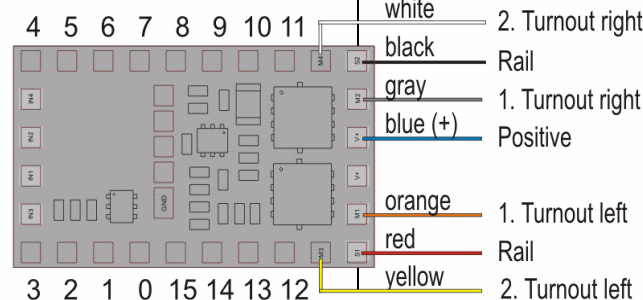 white
2. Turnout right
4 5 6 7 8 9 10 11
M4
S2
black
Rail
IN4
M2
gray
1. Turnout right
IN2
V+
blue (+)
Positive
IN1
V+
IN3
GND
M1
orange
1. Turnout left
M3
S1
red
Rail
3 2 1 0 15 14 13 12
yellow
2. Turnout left